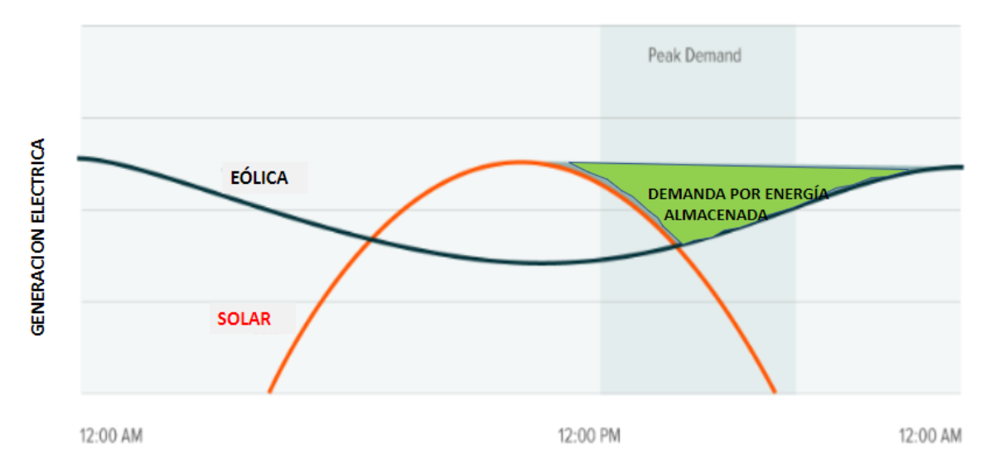 Peak Demand
GENERACION ELECTRICA
EÓLICA
DEMANDA POR ENERGÍA
ALMACENADA
SOLAR
12:00 AM
12:00 PM
12:00 AM